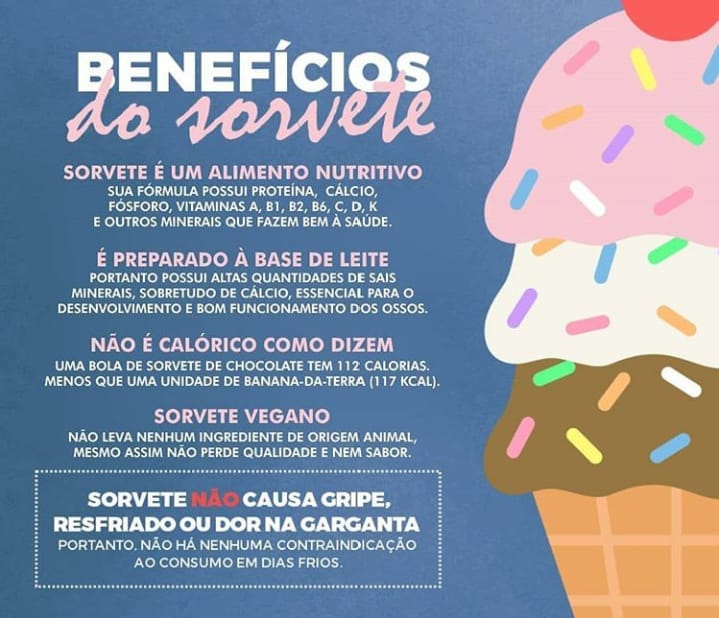 BENEFÍCIOS
do sorvete
SORVETE É UM ALIMENTO NUTRITIVO
SUA FÓRMULA POSSUI PROTEÍNA, CÁLCIO,
FÓSFORO, VITAMINAS A, B1, B2, B6, C, D, K
E OUTROS MINERAIS QUE FAZEM BEM À SAÚDE.
É PREPARADO À BASE DE LEITE
PORTANTO POSSUI ALTAS QUANTIDADES DE SAIS
MINERAIS, SOBRETUDO DE CÁLCIO, ESSENCIAL PARA O
DESENVOLVIMENTO E BOM FUNCIONAMENTO DOS OSSOS.
NÃO É CALÓRICO COMO DIZEM
UMA BOLA DE SORVETE DE CHOCOLATE TEM 112 CALORIAS.
MENOS QUE UMA UNIDADE DE BANANA-DA-TERRA (117 KCAL).
SORVETE VEGANO
NÃO LEVA NENHUM INGREDIENTE DE ORIGEM ANIMAL,
MESMO ASSIM NÃO PERDE QUALIDADE E NEM SABOR.
SORVETE NÃO CAUSA GRIPE,
RESFRIADO OU DOR NA GARGANTA
PORTANTO, NÃO HÁ NENHUMA CONTRAINDICAÇÃO
AO CONSUMO EM DIAS FRIOS.